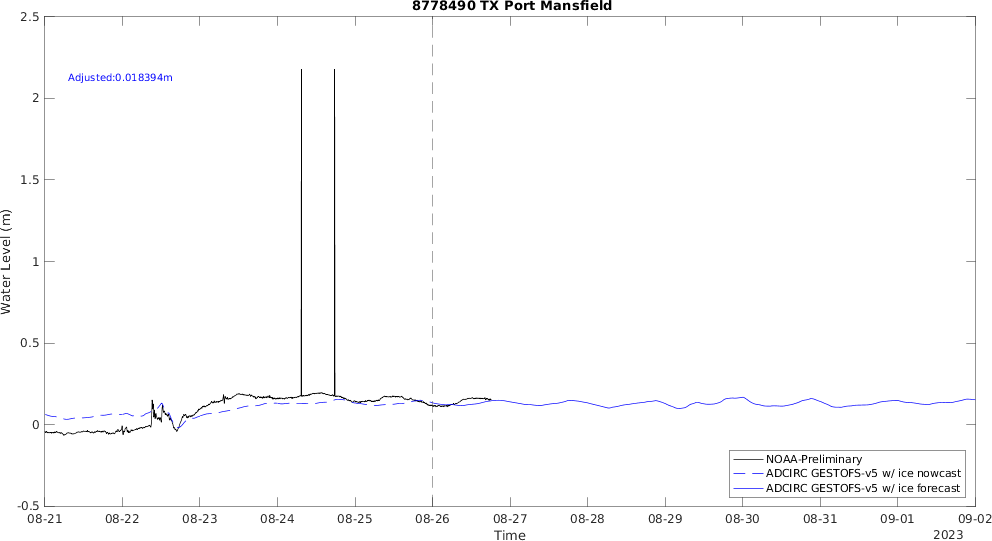 8778490 TX Port Mansfield
2.5
Adjusted:0.018394m
2
1.5
1
0.5
0
-0.5
Water Level (m)
NOAA-Preliminary
ADCIRC GESTOFS-v5 w/ ice nowcast
ADCIRC GESTOFS-v5 w/ ice forecast
08-21 08-22 08-23 08-24 08-25 08-26 08-27 08-28 08-29 08-30 08-31 09-01 09-02
Time
2023